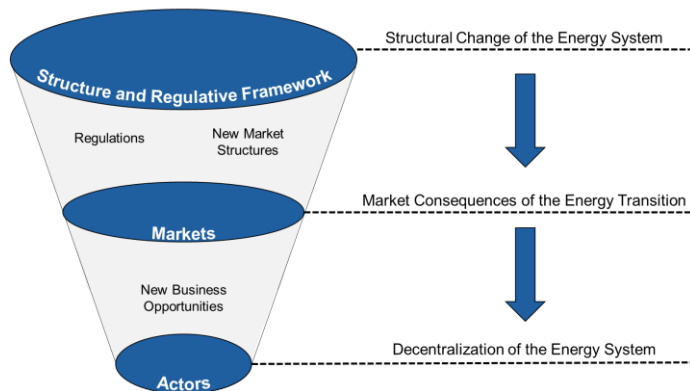 Structural Change of the Energy System
Structure and Regulative Framework
Regulations
New Market
Structures
Market Consequences of the Energy Transition
Markets
New Business
Opportunities
Decentralization of the Energy System
Actors